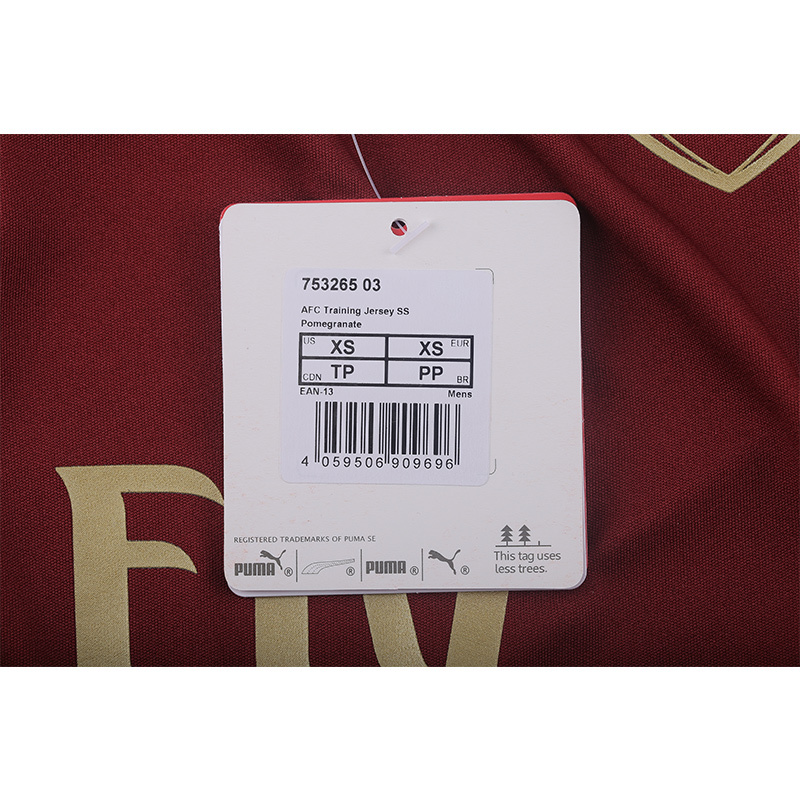 753265 03
AFC Training Jersey SS
Pomegranate
US XS XS EUR
CDN TP PP BR
EAN-13 Mens
4 059506 909696
REGISTERED TRADEMARKS OF PUMA SE
PUMA ® ® PUMA ® ®
This tag uses
less trees.